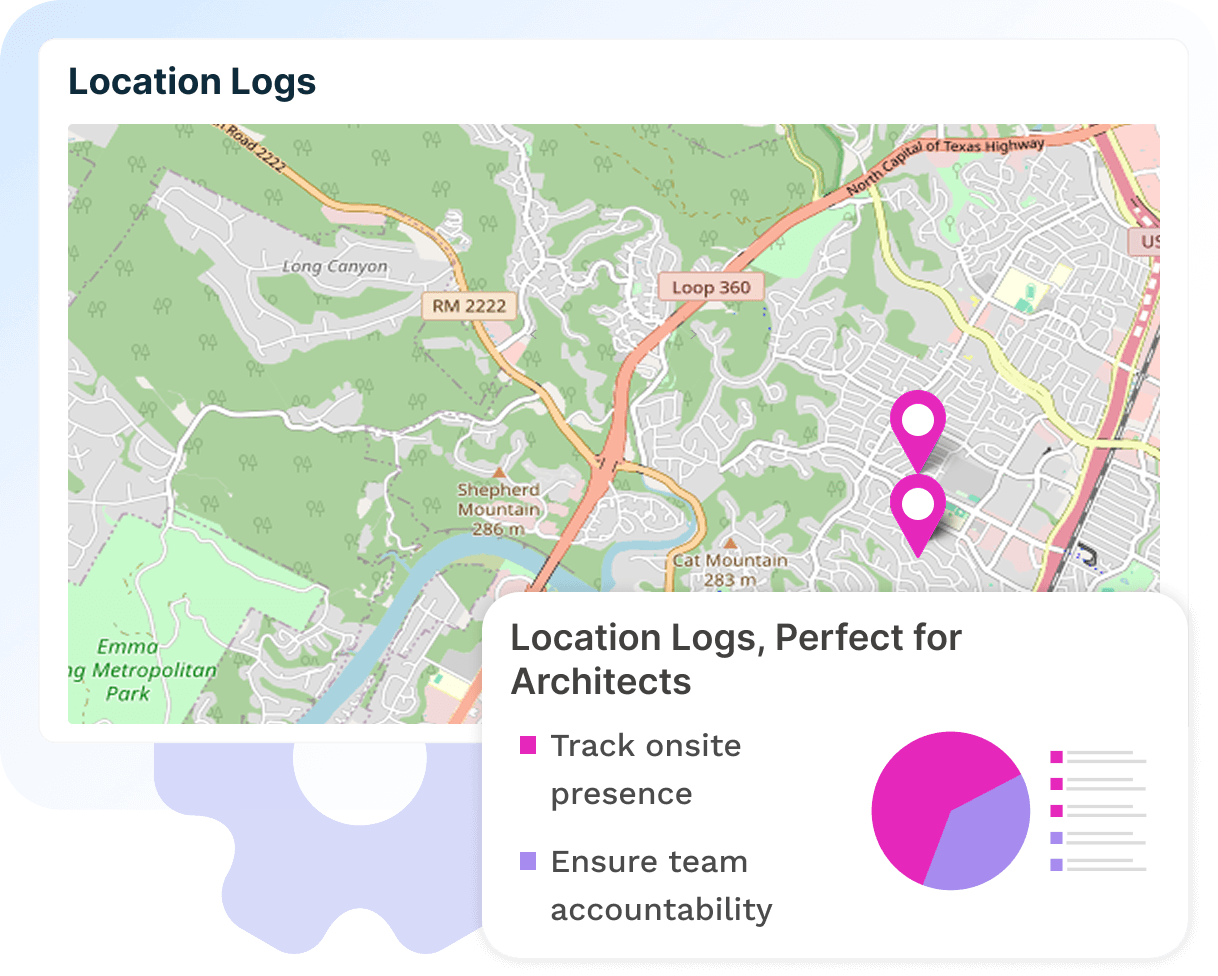 Location Logs
Road 2222
North Capital of Texas Highway
US
Long Canyon
Loop 360
RM 2222
Shepherd
Mountain
286 m
Cat Mountain
283 m
Emma
ng Metropolitan
Park
Location Logs, Perfect for
Architects
Track onsite
presence
Ensure team
accountability